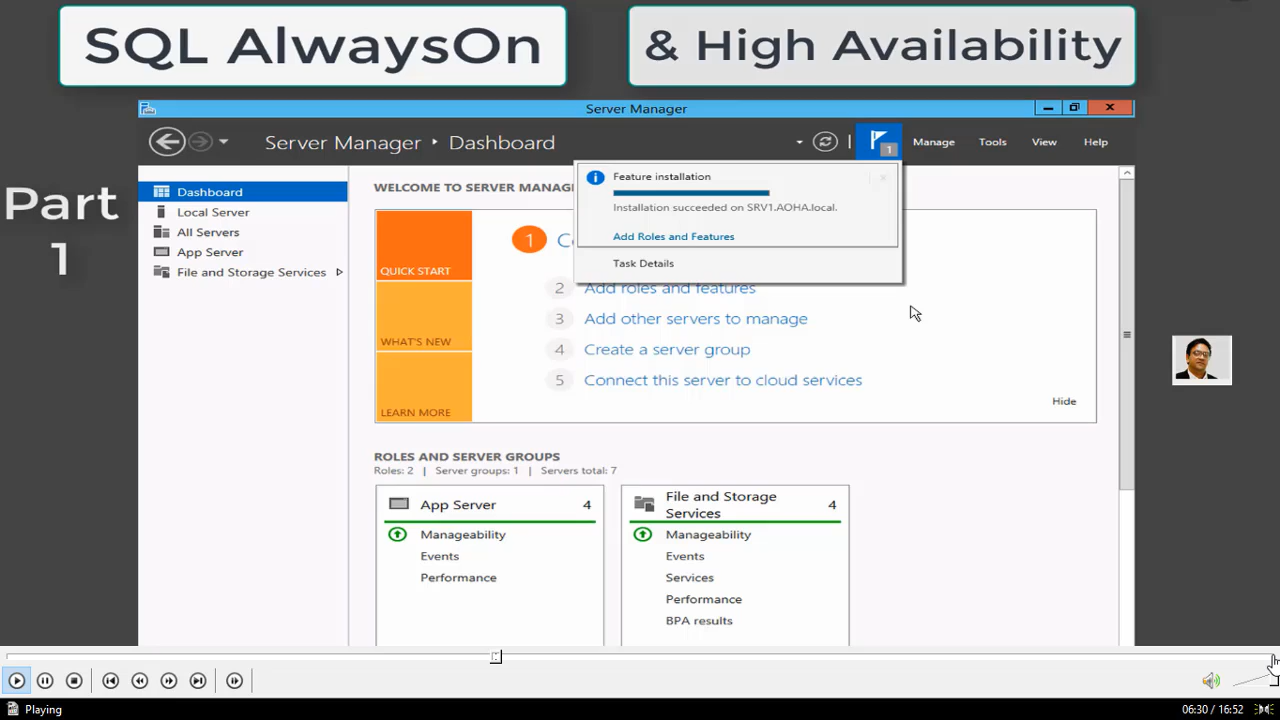 SQL AlwaysOn
& High Availability
Part
1
Server Manager
Server Manager • Dashboard
1
Manage
Tools
View
Help
Dashboard
Local Server
All Servers
App Server
File and Storage Services
Feature installation
Installation succeeded on SRV1.AOHA.local.
Add Roles and Features
Task Details
WELCOME TO SERVER MANAG
QUICK START
WHAT'S NEW
LEARN MORE
1 Co
2 Add roles and features
3 Add other servers to manage
4 Create a server group
5 Connect this server to cloud services
Hide
ROLES AND SERVER GROUPS
Roles: 2 | Server groups: 1 | Servers total: 7
App Server 4
Manageability
Events
Performance
File and Storage
Services 4
Manageability
Events
Services
Performance
BPA results
Playing
06:30 / 16:52